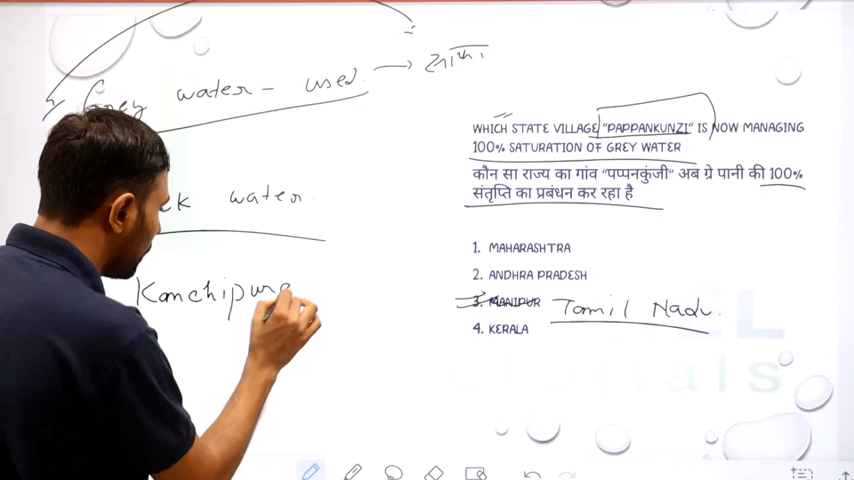 Grey water - used
water
Kanchipura
WHICH STATE VILLAGE "PAPPANKUNZI" IS NOW MANAGING
100% SATURATION OF GREY WATER
कौन सा राज्य का गांव "पप्पनकुंजी" अब ग्रे पानी की 100%
संतृप्ति का प्रबंधन कर रहा है
1. MAHARASHTRA
2. ANDHRA PRADESH
3. MANIPUR Tamil Nadu
4. KERALA